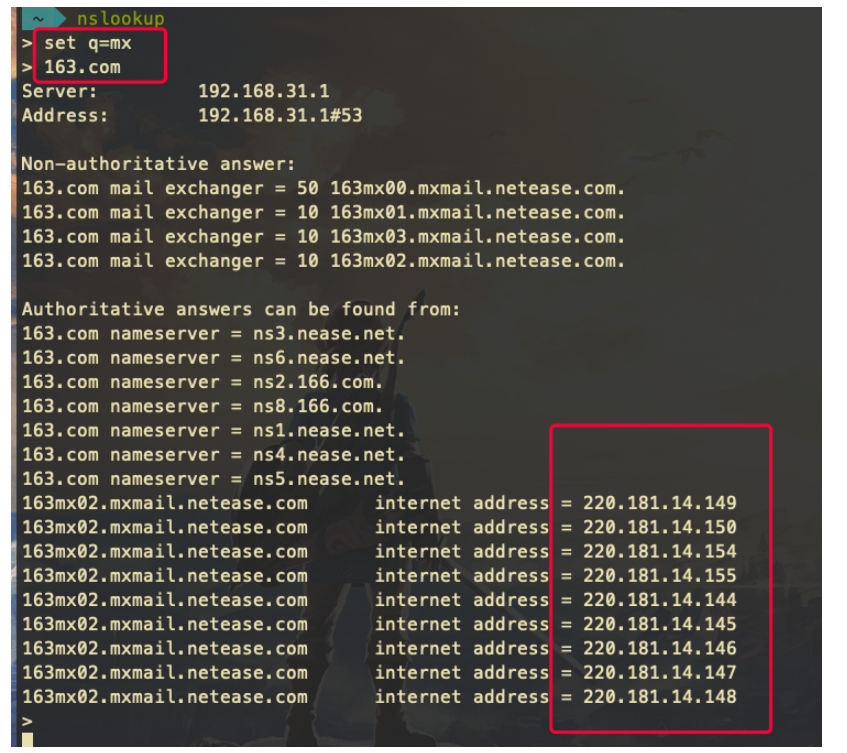 ~ nslookup
> set q=mx
> 163.com
Server: 192.168.31.1
Address: 192.168.31.1#53
Non-authoritative answer:
163.com mail exchanger = 50 163mx00.mxmail.netease.com.
163.com mail exchanger = 10 163mx01.mxmail.netease.com.
163.com mail exchanger = 10 163mx03.mxmail.netease.com.
163.com mail exchanger = 10 163mx02.mxmail.netease.com.
Authoritative answers can be found from:
163.com nameserver = ns3.nease.net.
163.com nameserver = ns6.nease.net.
163.com nameserver = ns2.166.com.
163.com nameserver = ns8.166.com.
163.com nameserver = ns1.nease.net.
163.com nameserver = ns4.nease.net.
163.com nameserver = ns5.nease.net.
163mx02.mxmail.netease.com internet address = 220.181.14.149
163mx02.mxmail.netease.com internet address = 220.181.14.150
163mx02.mxmail.netease.com internet address = 220.181.14.154
163mx02.mxmail.netease.com internet address = 220.181.14.155
163mx02.mxmail.netease.com internet address = 220.181.14.144
163mx02.mxmail.netease.com internet address = 220.181.14.145
163mx02.mxmail.netease.com internet address = 220.181.14.146
163mx02.mxmail.netease.com internet address = 220.181.14.147
163mx02.mxmail.netease.com internet address = 220.181.14.148
>